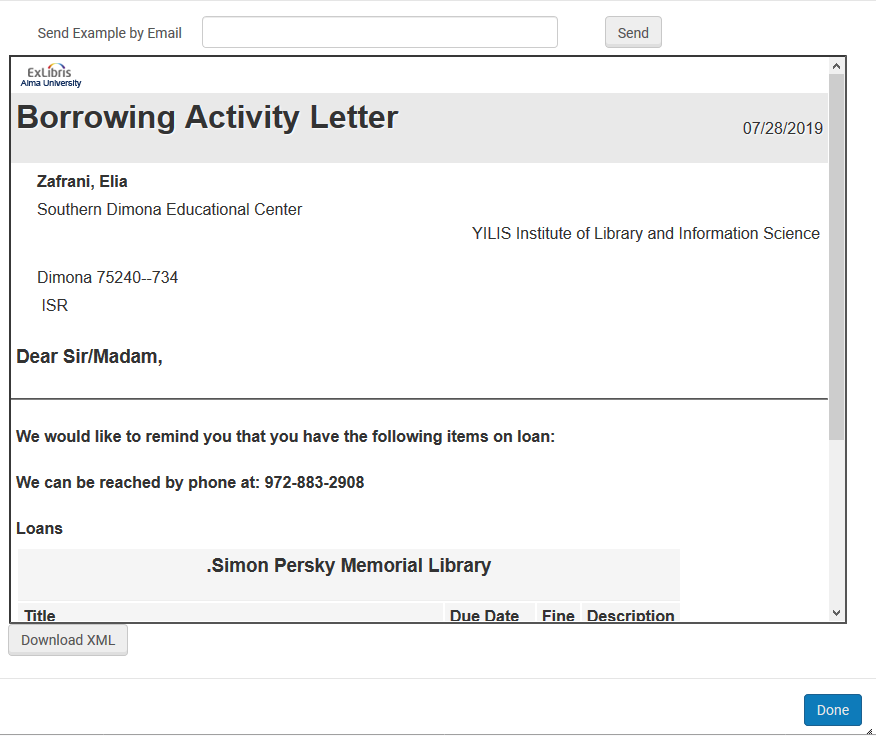 Send Example by Email
Send
ExLibris
Alma University
Borrowing Activity Letter
07/28/2019
Zafrani, Elia
Southern Dimona Educational Center
YILIS Institute of Library and Information Science
Dimona 75240--734
ISR
Dear Sir/Madam,
We would like to remind you that you have the following items on loan:
We can be reached by phone at: 972-883-2908
Loans
.Simon Persky Memorial Library
Title Due Date Fine Description
Download XML
Done